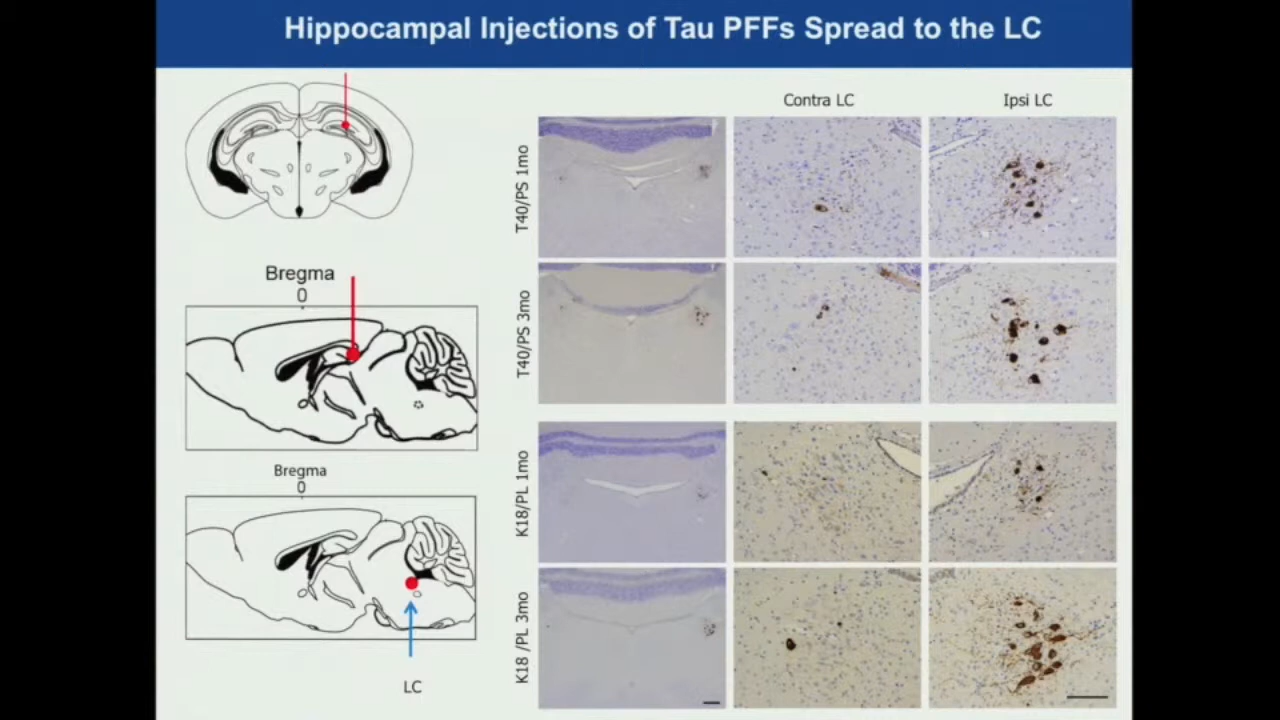 Hippocampal Injections of Tau PFFs Spread to the LC
Contra LC
Ipsi LC
T40/PS 1mo
Bregma
0
T40/PS 3mo
Bregma
0
K18/PL 1mo
K18 /PL 3mo
LC